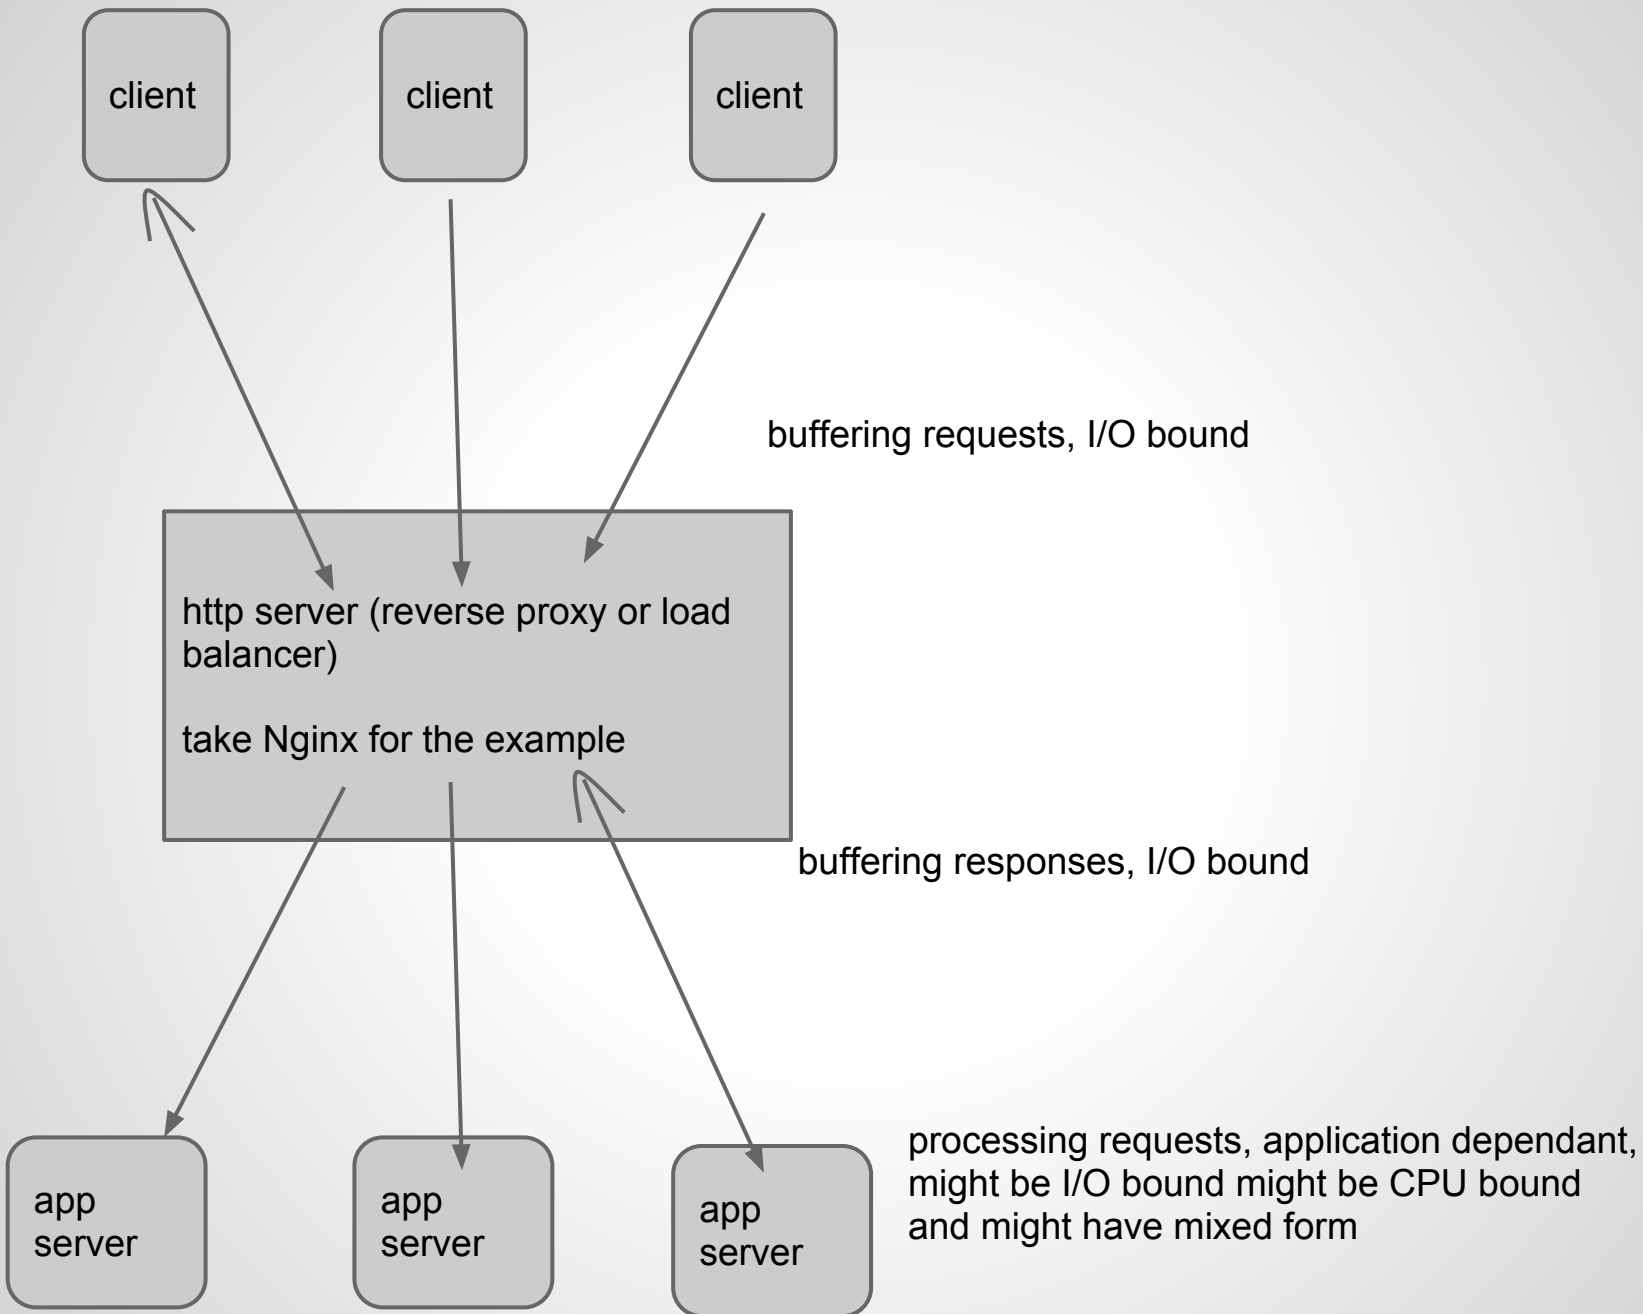 client
client
client
buffering requests, I/O bound
http server (reverse proxy or load
balancer)
take Nginx for the example
buffering responses, I/O bound
app
server
app
server
app
server
processing requests, application dependant,
might be I/O bound might be CPU bound
and might have mixed form